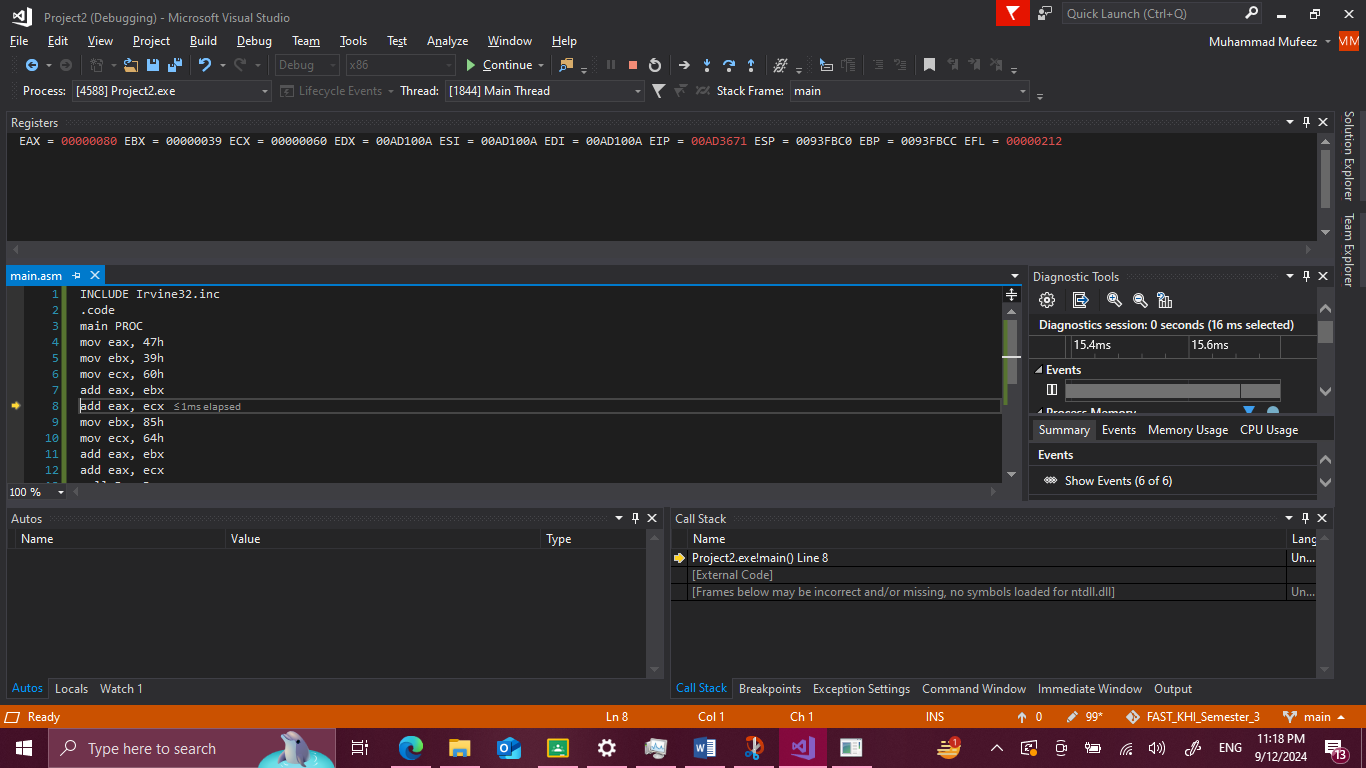 Project2 (Debugging) - Microsoft Visual Studio
Quick Launch (Ctrl+Q)
File Edit View Project Build Debug Team Tools Test Analyze Window Help
Muhammad Mufeez MM
Debug x86 Continue
Process: [4588] Project2.exe Lifecycle Events Thread: [1844] Main Thread Stack Frame: main
Registers
EAX = 00000080 EBX = 00000039 ECX = 00000060 EDX = 00AD100A ESI = 00AD100A EDI = 00AD100A EIP = 00AD3671 ESP = 0093FBC0 EBP = 0093FBCC EFL = 00000212
Solution Explorer
Team Explorer
main.asm
1 INCLUDE Irvine32.inc
2 .code
3 main PROC
4 mov eax, 47h
5 mov ebx, 39h
6 mov ecx, 60h
7 add eax, ebx
8 add eax, ecx ≤1ms elapsed
9 mov ebx, 85h
10 mov ecx, 64h
11 add eax, ebx
12 add eax, ecx
100 %
Diagnostic Tools
Diagnostics session: 0 seconds (16 ms selected)
15.4ms 15.6ms
Events
Process Memory
Summary Events Memory Usage CPU Usage
Events
Show Events (6 of 6)
Autos
Name Value Type
Autos Locals Watch 1
Call Stack
Name Lang
Project2.exe!main() Line 8 Un...
[External Code]
[Frames below may be incorrect and/or missing, no symbols loaded for ntdll.dll] Un...
Call Stack Breakpoints Exception Settings Command Window Immediate Window Output
Ready Ln 8 Col 1 Ch 1 INS 0 99* FAST_KHI_Semester_3 main
Type here to search
1
ENG
11:18 PM
9/12/2024
13